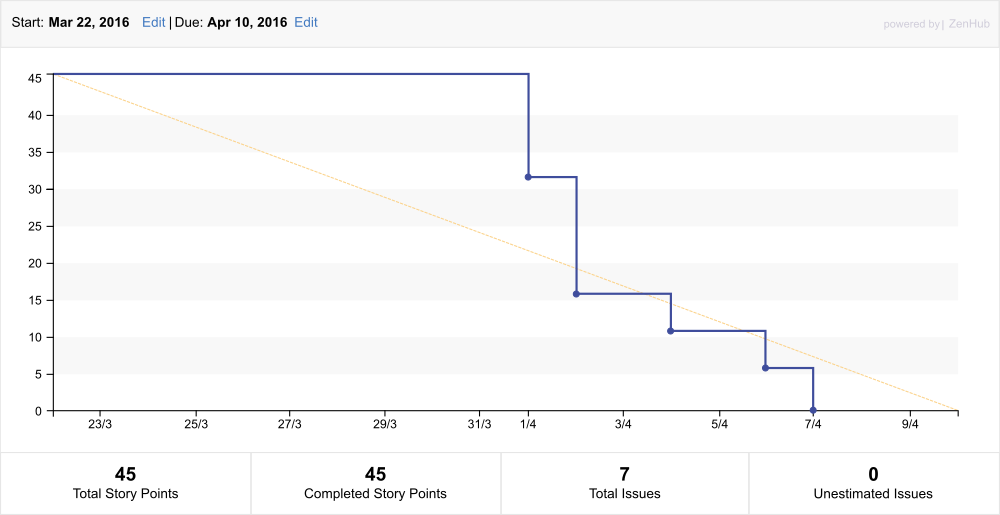 Start: Mar 22, 2016 Edit | Due: Apr 10, 2016 Edit
powered by | ZenHub
45
40
35
30
25
20
15
10
5
0
23/3 25/3 27/3 29/3 31/3 1/4 3/4 5/4 7/4 9/4
45 45 7 0
Total Story Points Completed Story Points Total Issues Unestimated Issues